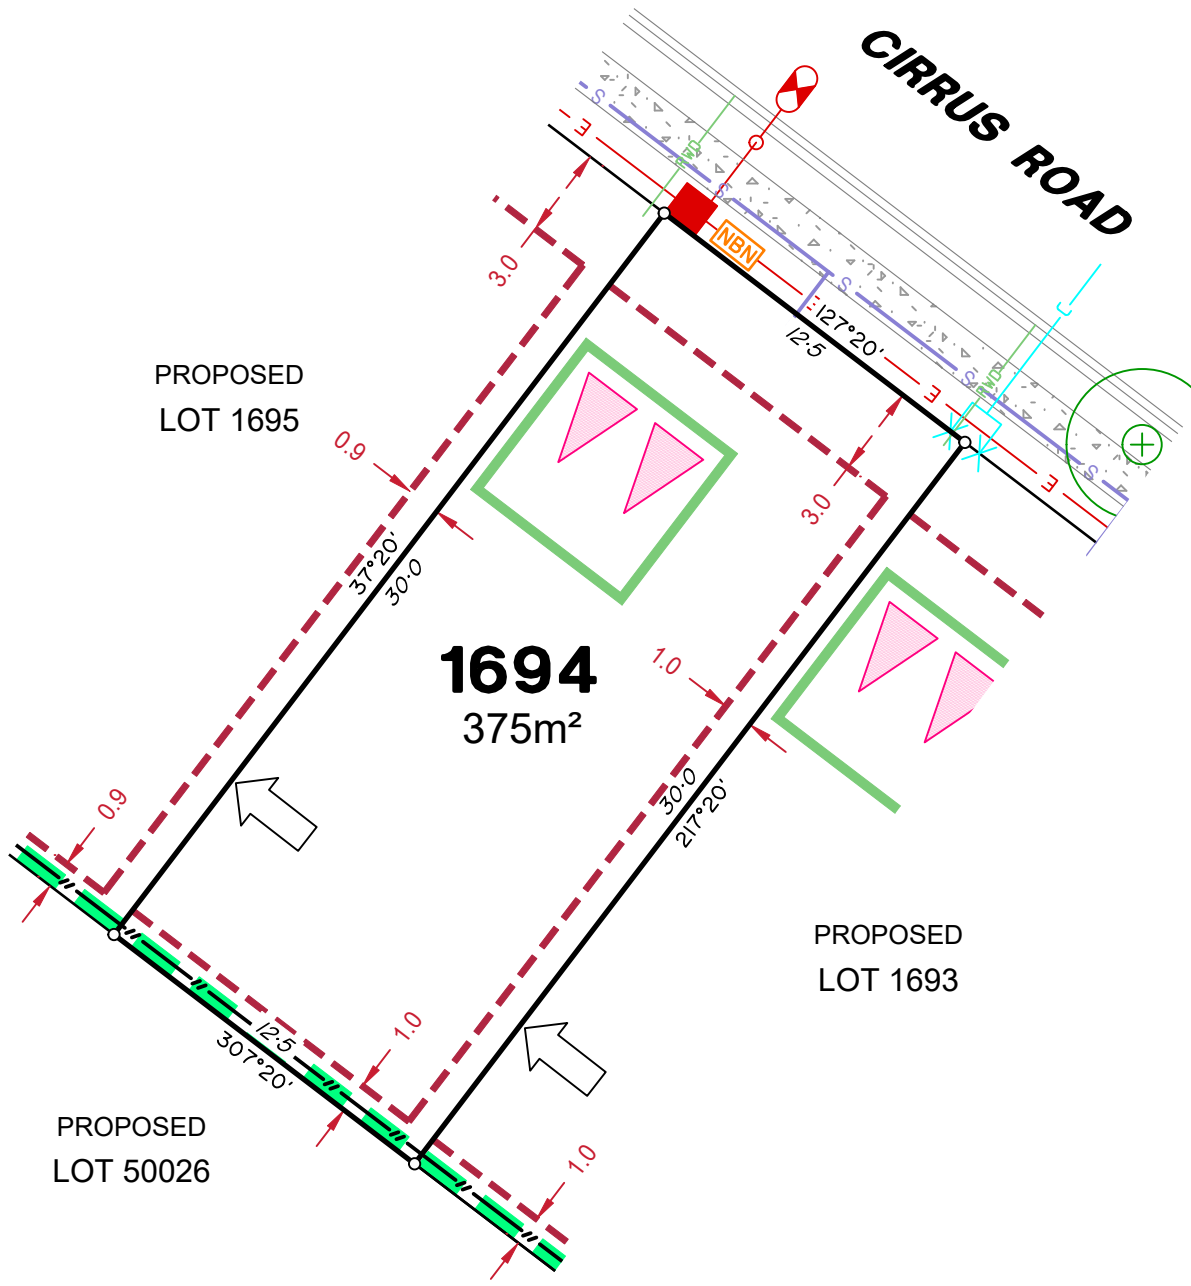 CIRRUS ROAD
S
E
RWD
S
NBN
3.0
127°20'
12·5
S
C
RWD
S
E
S
E
PROPOSED
LOT 1695
0.9
3.0
37°20'
30·0
1694
375m²
1.0
30·0
217°20'
0.9
PROPOSED
LOT 1693
12·5
307°20'
1.0
PROPOSED
LOT 50026
1.0